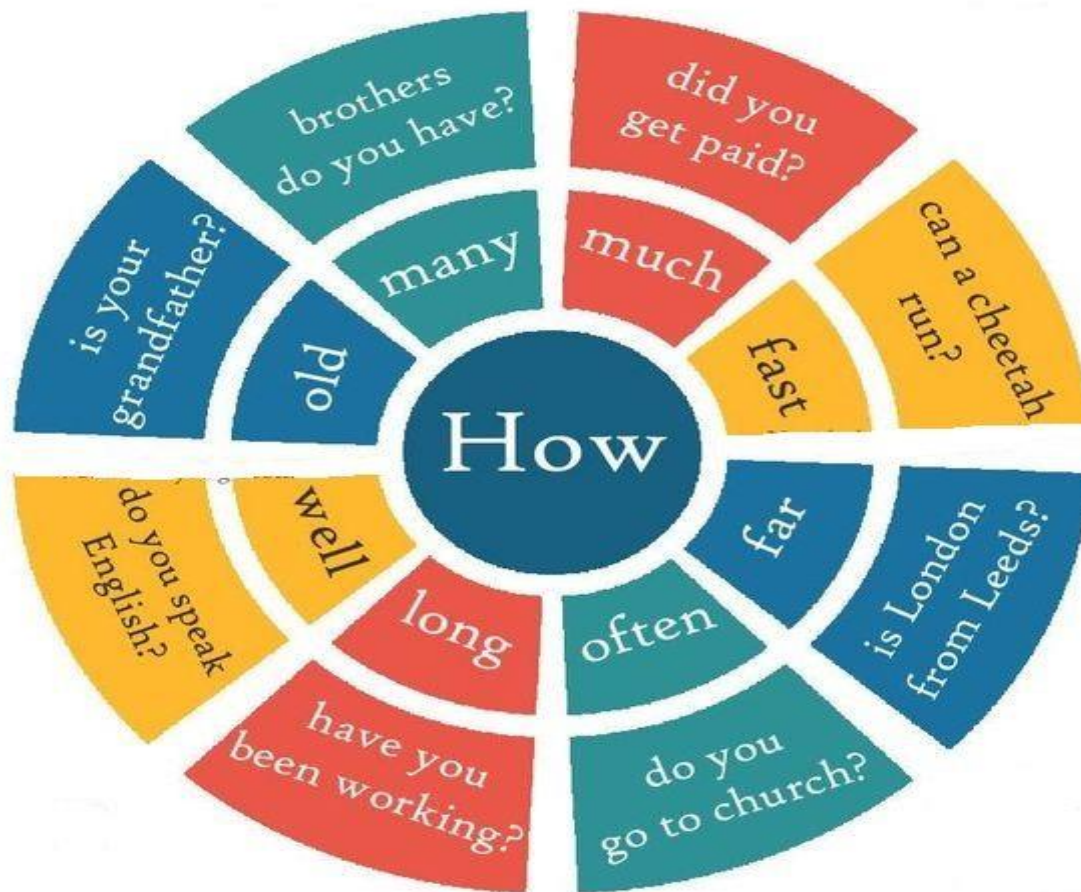 How
many
brothers
do you have?
much
did you
get paid?
fast
can a cheetah
run?
far
is London
from Leeds?
often
do you
go to church?
long
have you
been working?
well
do you speak
English?
old
is your
grandfather?